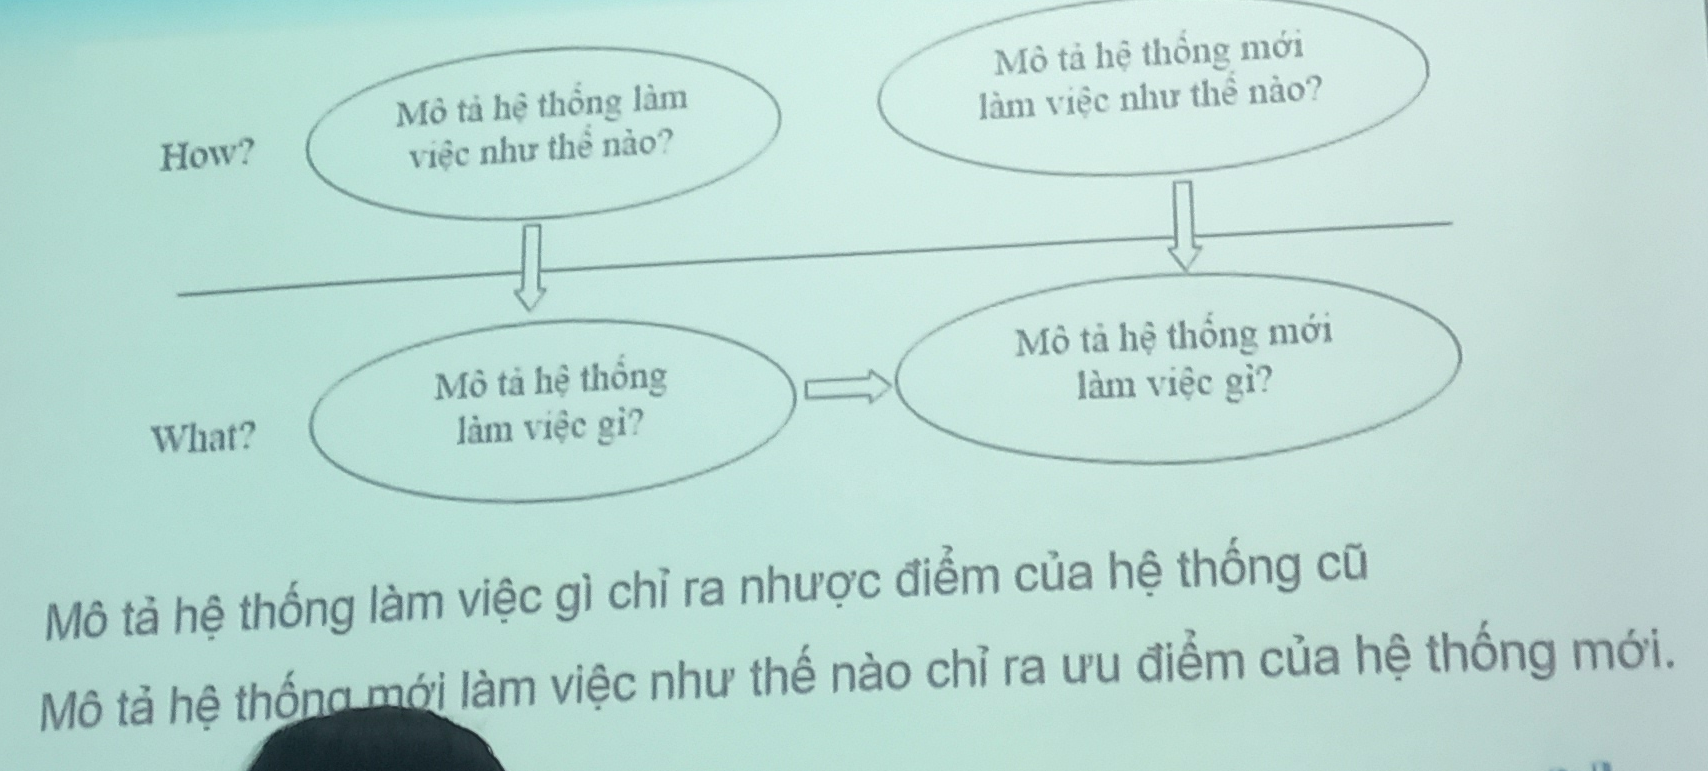 Mô tả hệ thống làm
việc như thế nào?
Mô tả hệ thống mới
làm việc như thế nào?
How?
Mô tả hệ thống
làm việc gì?
Mô tả hệ thống mới
làm việc gì?
What?
Mô tả hệ thống làm việc gì chỉ ra nhược điểm của hệ thống cũ
Mô tả hệ thống mới làm việc như thế nào chỉ ra ưu điểm của hệ thống mới.